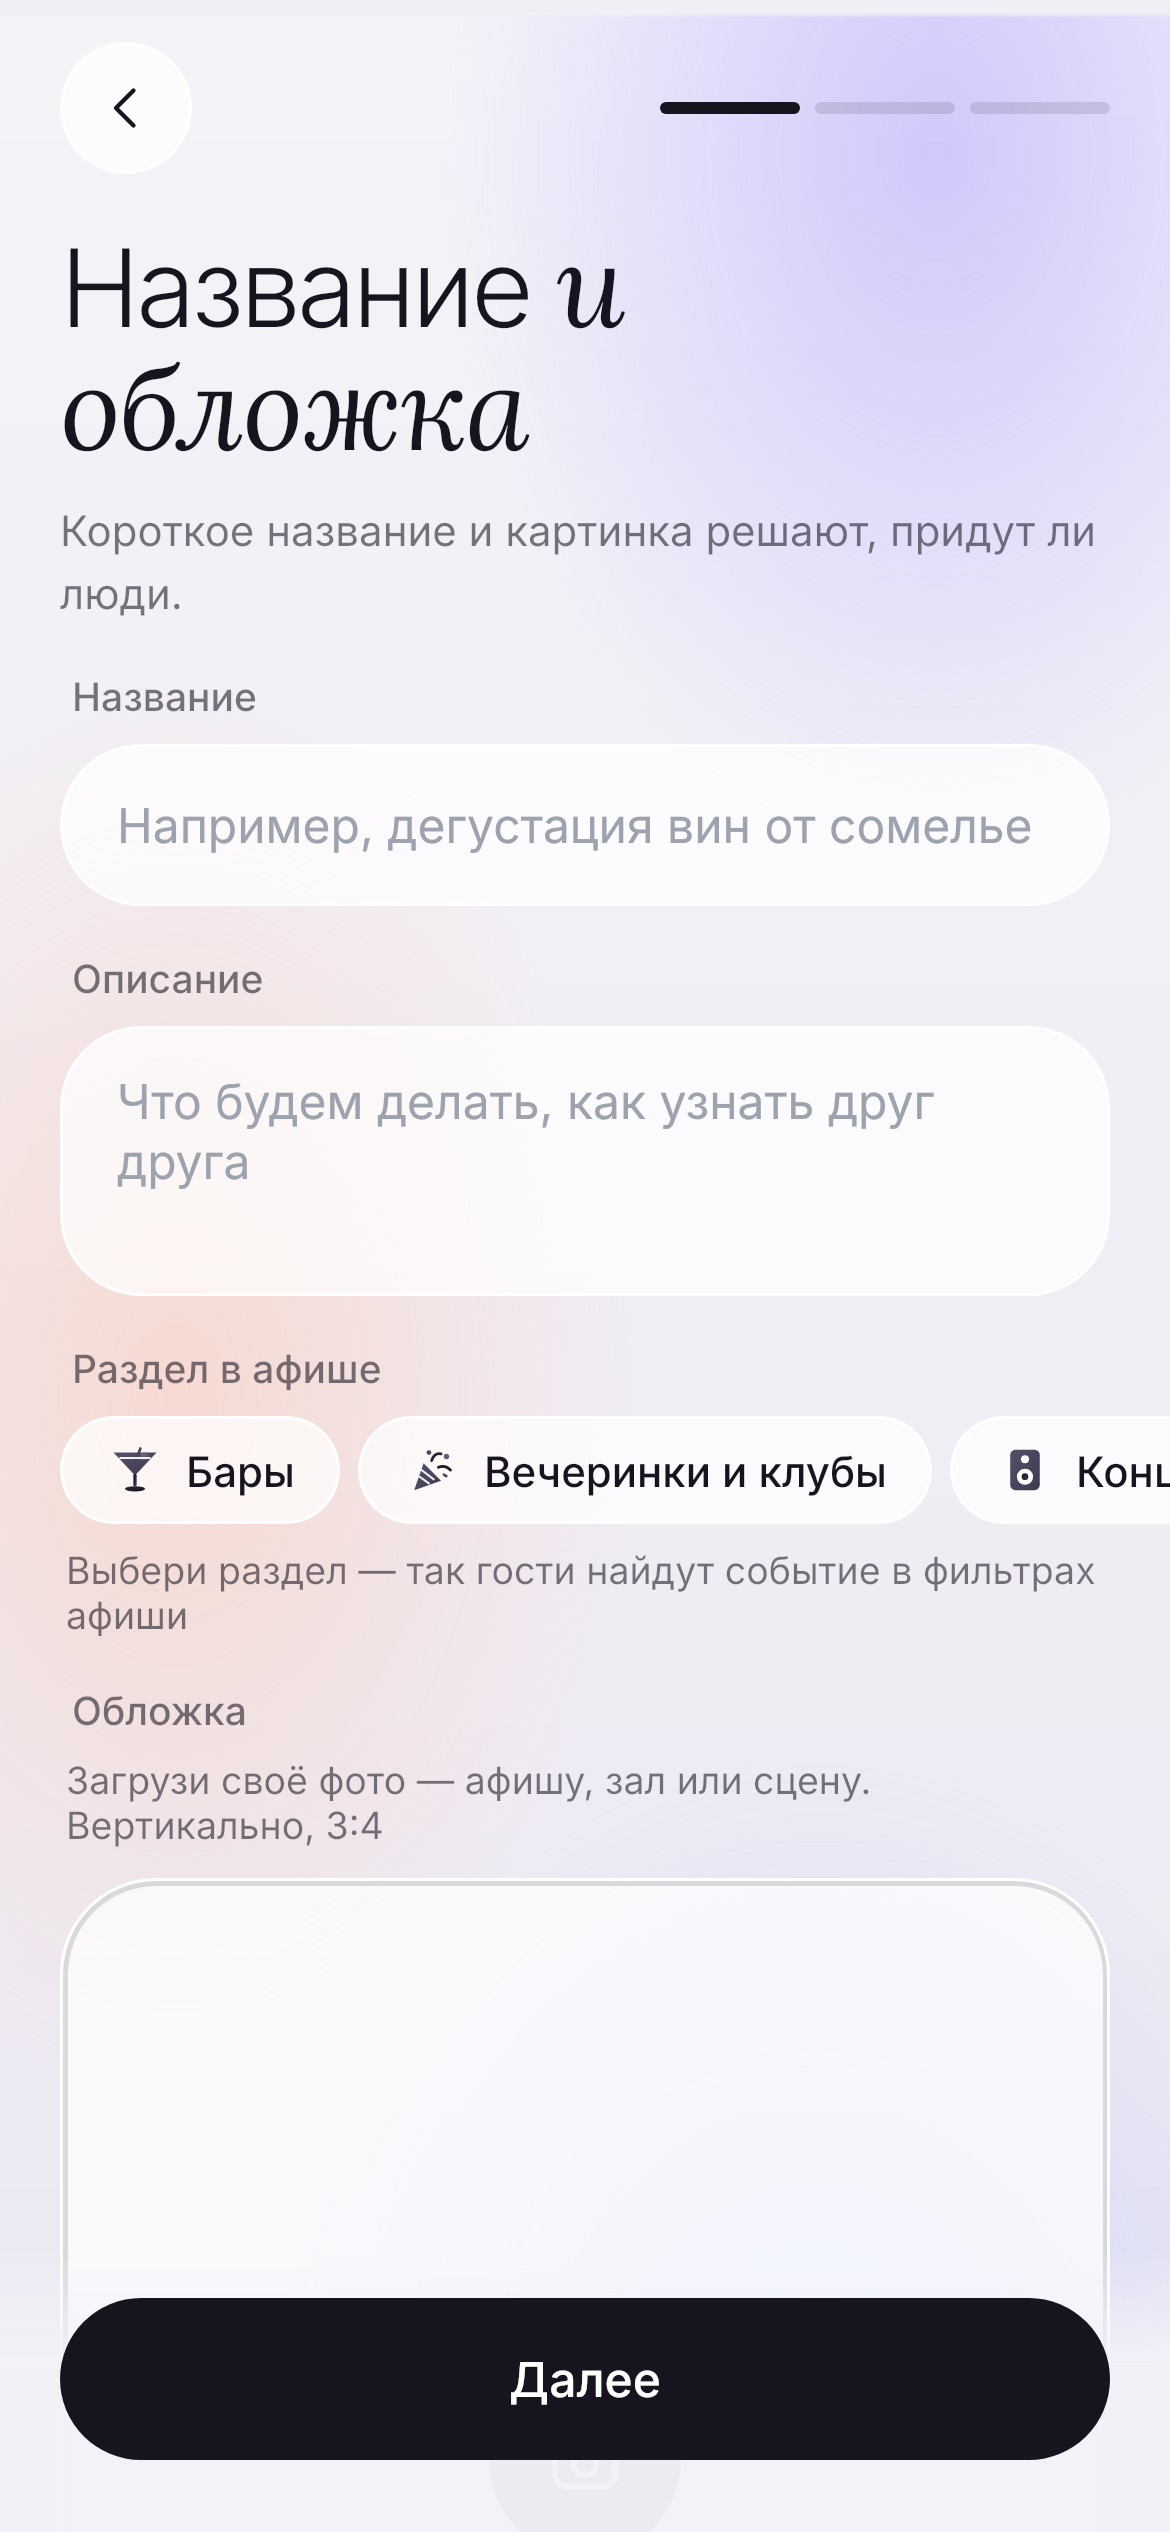 Название и
обложка
Короткое название и картинка решают, придут ли
люди.
Название
Например, дегустация вин от сомелье
Описание
Что будем делать, как узнать друг
друга
Раздел в афише
Бары
Вечеринки и клубы
Выбери раздел — так гости найдут событие в фильтрах
афиши
Обложка
Загрузи своё фото — афишу, зал или сцену.
Вертикально, 3:4
Далее